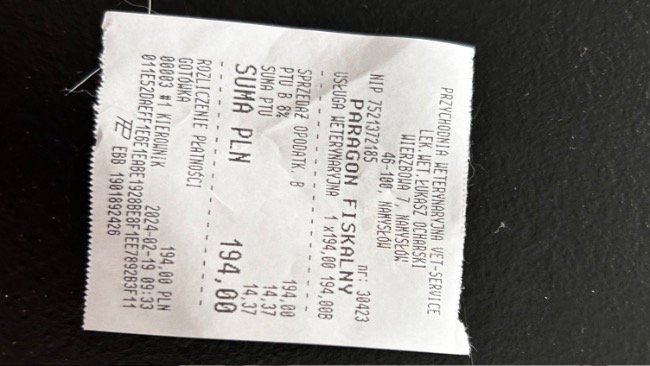 PRZYCHODNIA WETERYNARYJNA VET-SERVICE
LEK WET ŁUKASZ OCHARSKI
WIERZBOWA 7, NAMYSŁÓW
46-100, NAMYSŁÓW
NIP 7521372185 nr: 30423
PARAGON FISKALNY
USŁUGA WETERYNARYJNA 1 x194,00 194,00B
SPRZEDAŻ OPODATK. B 194,00
PTU B 8% 14,37
SUMA PTU 14,37
SUMA PLN 194,00
ROZLICZENIE PŁATNOŚCI
GOTÓWKA 194,00 PLN
00003 #1 KIEROWNIK 2024-02-19 09:33
EBB 1901892426